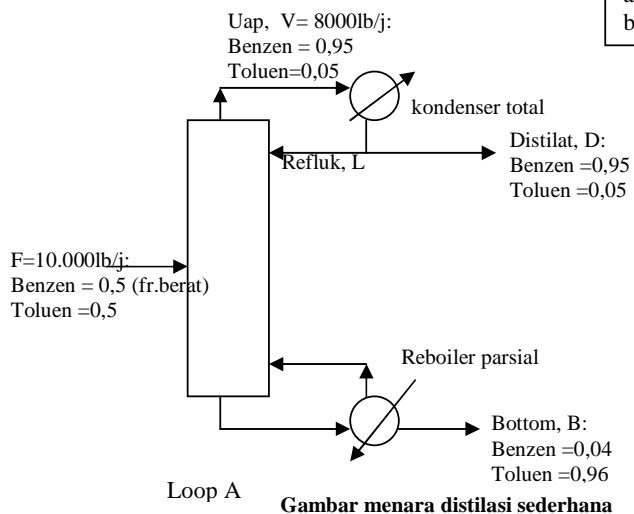 a
b
Uap, V= 8000lb/j:
Benzen = 0,95
Toluen=0,05
kondenser total
Refluk, L
Distilat, D:
Benzen =0,95
Toluen =0,05
F=10.000lb/j:
Benzen = 0,5 (fr.berat)
Toluen =0,5
Reboiler parsial
Bottom, B:
Benzen =0,04
Toluen =0,96
Loop A
Gambar menara distilasi sederhana